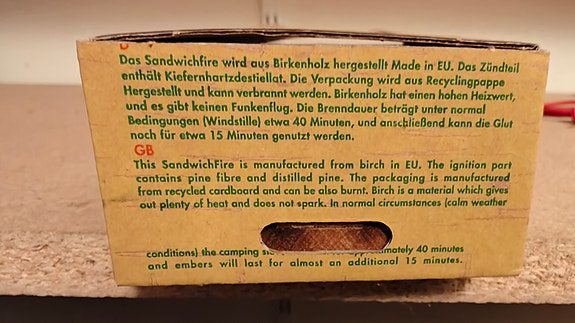 Das Sandwichfire wird aus Birkenholz hergestellt Made in EU. Das Zündteil
enthält Kiefernhartzdestiellat. Die Verpackung wird aus Recyclingpappe
Hergestellt und kann verbrannt werden. Birkenholz hat einen hohen Heizwert,
und es gibt keinen Funkenflug. Die Brenndauer beträgt unter normal
Bedingungen (Windstille) etwa 40 Minuten, und anschließend kann die Glut
noch für etwa 15 Minuten genutzt werden.
GB
This SandwichFire is manufactured from birch in EU. The ignition part
contains pine fibre and distilled pine. The packaging is manufactured
from recycled cardboard and can be also burnt. Birch is a material which gives
out plenty of heat and does not spark. In normal circumstances (calm weather
conditions) the camping 40 minutes
and embers will last for almost an additional 15 minutes.